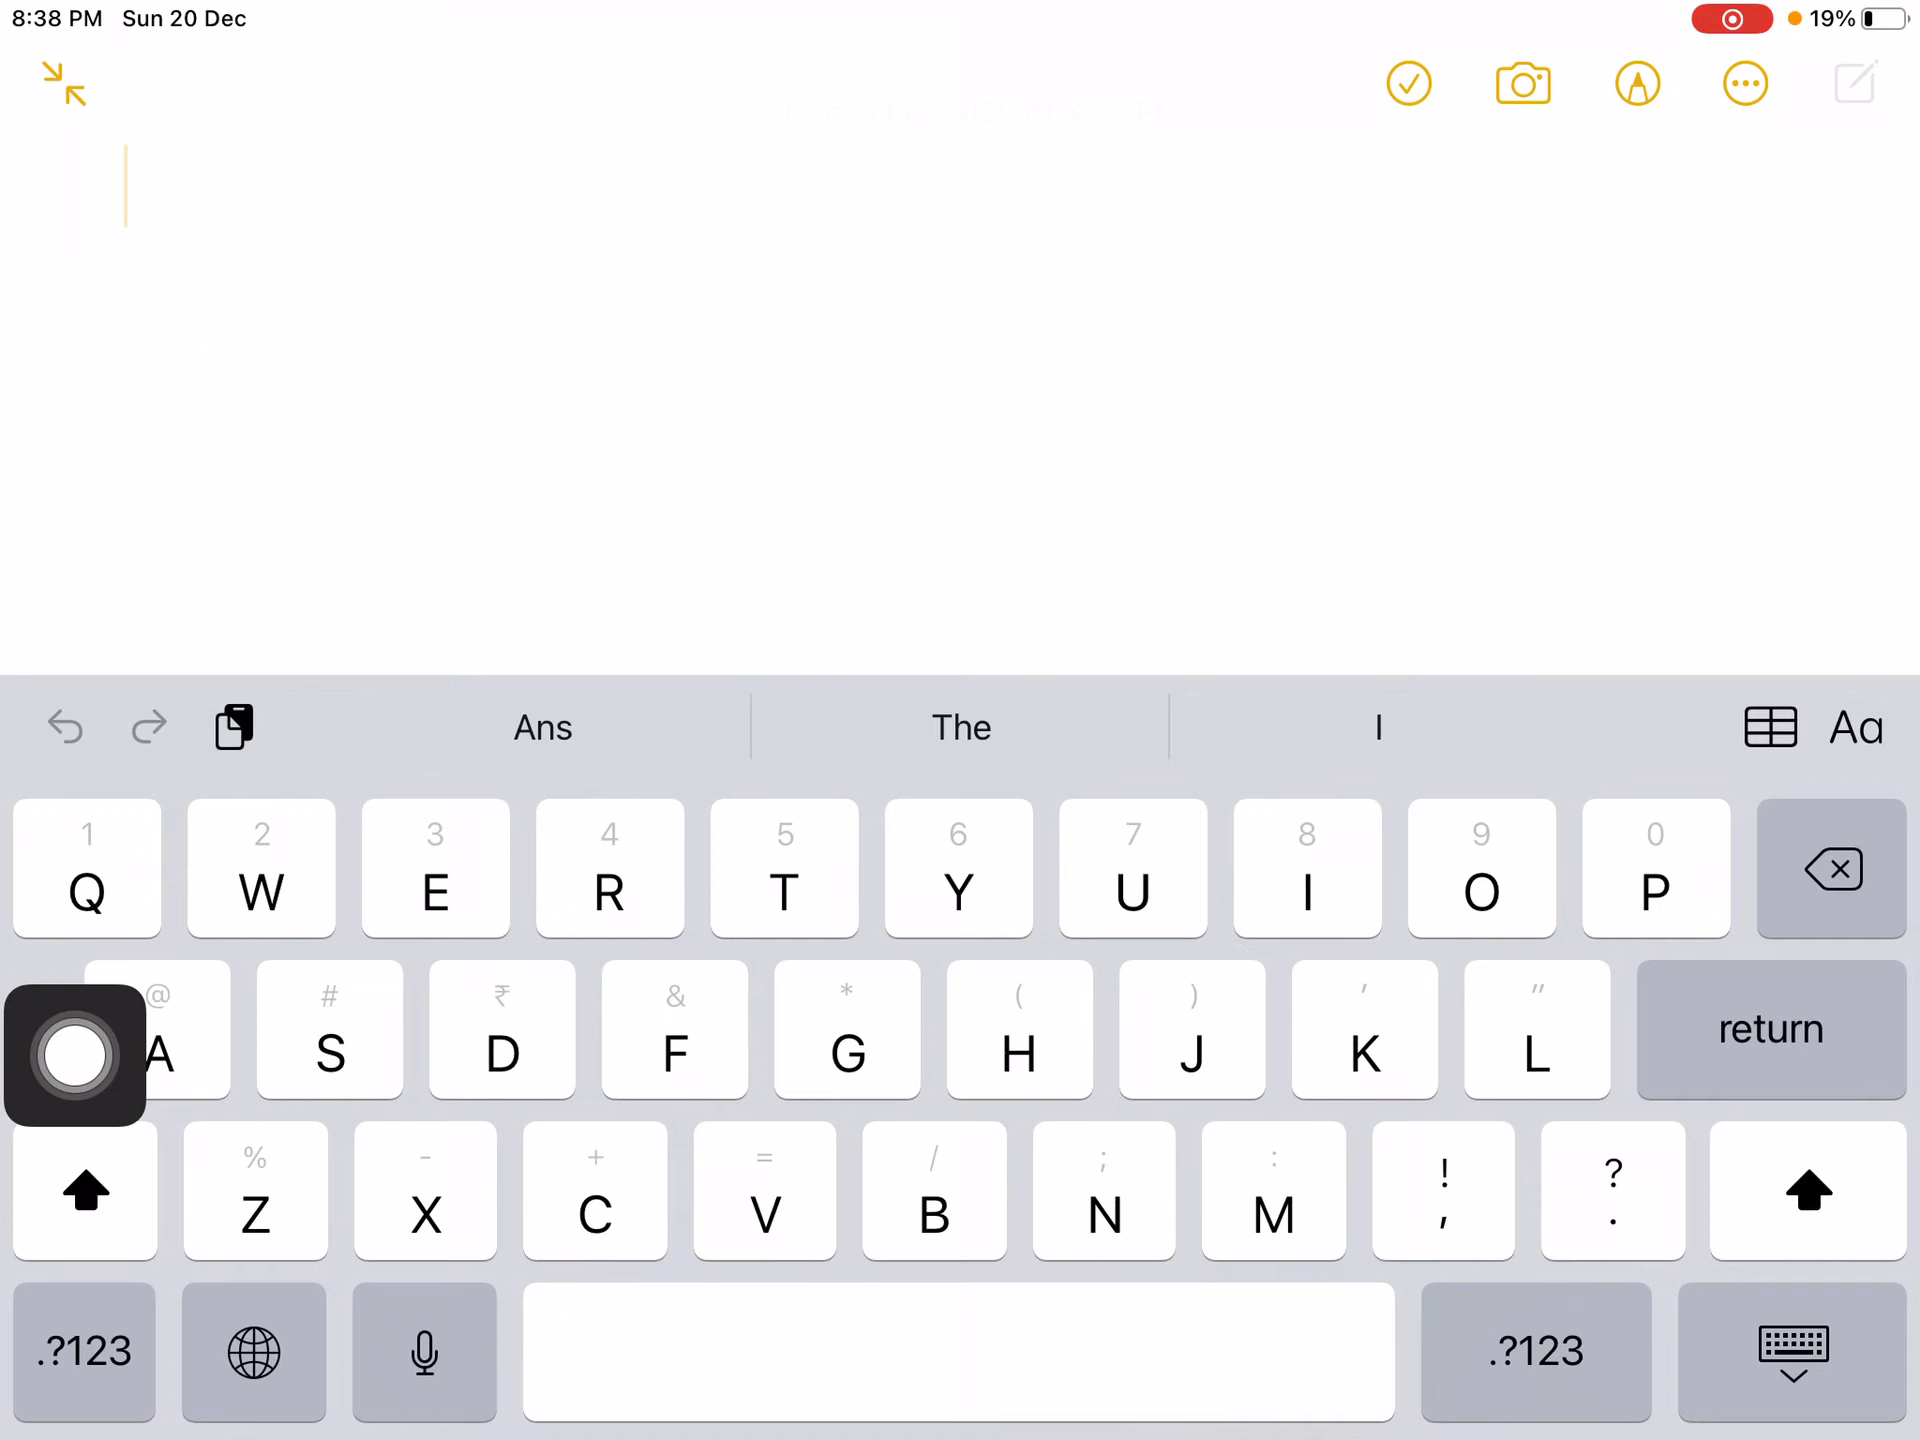 8:38 PM Sun 20 Dec 19%
Ans The I Aa
1 2 3 4 5 6 7 8 9 0
Q W E R T Y U I O P
@ # ₹ & * ( ) ′ ″
A S D F G H J K L return
% - + = / ; : ! ?
Z X C V B N M , .
.?123 .?123